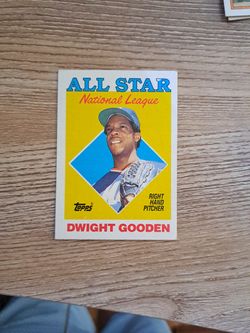 ALL STAR
National League
RIGHT
HAND
PITCHER
Topps
DWIGHT GOODEN